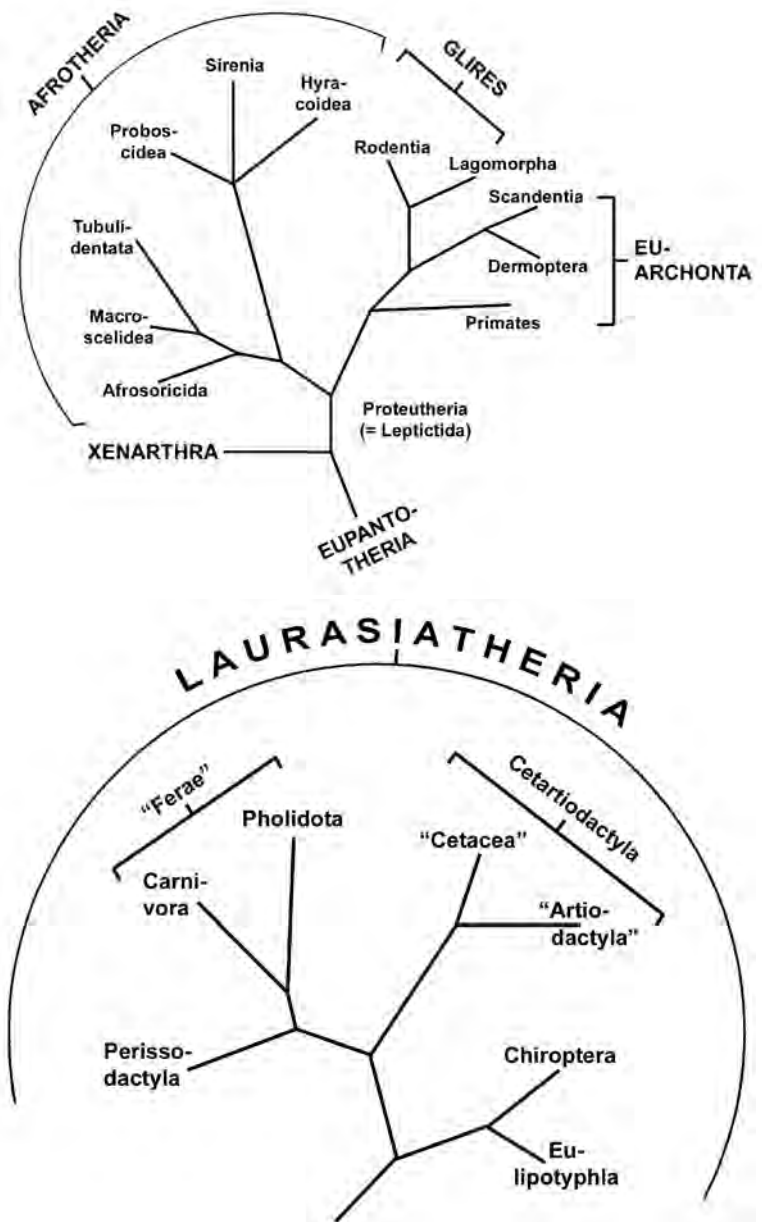 AFROTHERIA
Sirenia
Hyra-
coidea
GLIRES
Probos-
cidea
Rodentia
Lagomorpha
Scandentia
Tubuli-
dentata
EU-
ARCHONTA
Dermoptera
Macro-
scelidea
Primates
Afrosoricida
Proteutheria
(= Leptictida)
XENARTHRA
EUPANTO-
THERIA
LAURASIATHERIA
“Ferae”
Cetartiodactyla
Pholidota
“Cetacea”
Carni-
vora
“Artio-
dactyla”
Perisso-
dactyla
Chiroptera
Eu-
lipotyphla